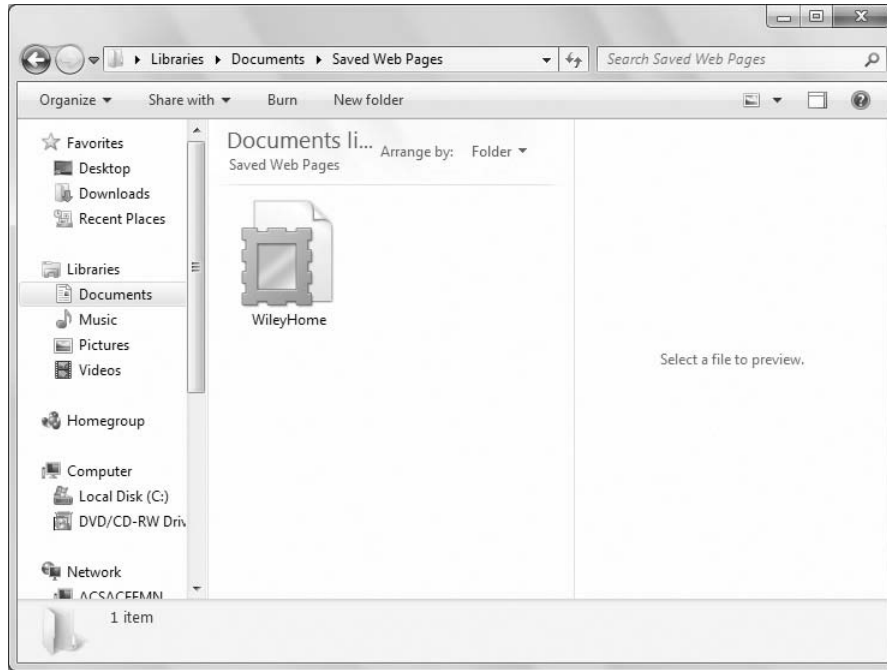 Libraries Documents Saved Web Pages
Search Saved Web Pages
Organize Share with Burn New folder
Favorites
Desktop
Downloads
Recent Places
Libraries
Documents
Music
Pictures
Videos
Homegroup
Computer
Local Disk (C:)
DVD/CD-RW Driv
Network
ACSACFEMN
Documents li...
Saved Web Pages
Arrange by: Folder
WileyHome
Select a file to preview.
1 item